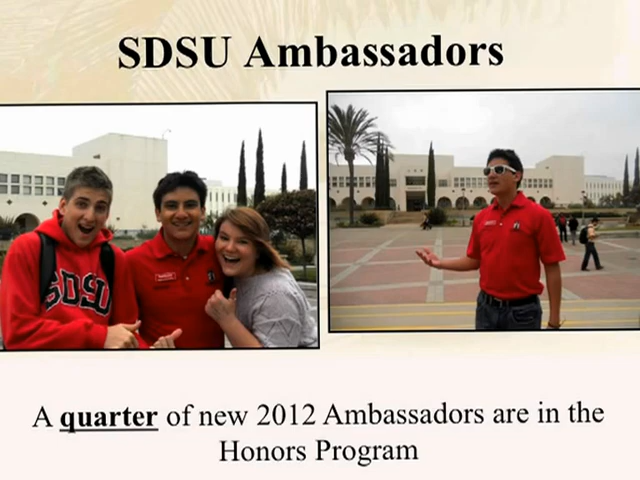 SDSU Ambassadors
SDSU
A quarter of new 2012 Ambassadors are in the
Honors Program